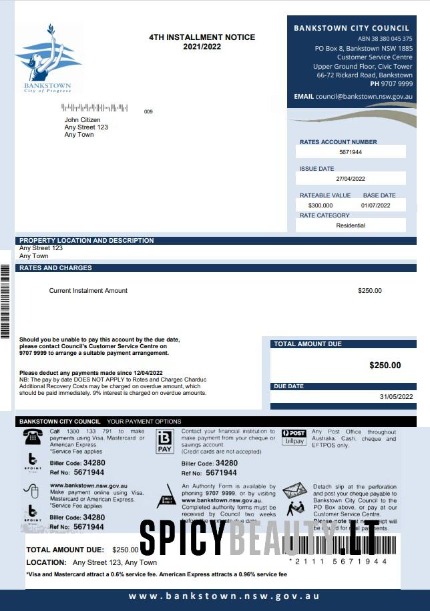 BANKSTOWN
City of Progress
4TH INSTALLMENT NOTICE
2021/2022
BANKSTOWN CITY COUNCIL
ABN 38 380 045 375
PO Box 8, Bankstown NSW 1885
Customer Service Centre
Upper Ground Floor, Civic Tower
66-72 Rickard Road, Bankstown
PH 9707 9999
EMAIL council@bankstown.nsw.gov.au
009
John Citizen
Any Street 123
Any Town
RATES ACCOUNT NUMBER
5671944
ISSUE DATE
27/04/2022
RATEABLE VALUE BASE DATE
$300.000 01/07/2022
RATE CATEGORY
Residential
PROPERTY LOCATION AND DESCRIPTION
Any Street 123
Any Town
RATES AND CHARGES
Current Instalment Amount $250.00
Should you be unable to pay this account by the due date,
please contact Council's Customer Service Centre on
9707 9999 to arrange a suitable payment arrangement.
Please deduct any payments made since 12/04/2022
NB: The pay by date DOES NOT APPLY to Rates and Charges Charduc
Additional Recovery Costs may be charged on overdue amount, which
should be paid immediately. 9% interest is charged on overdue amounts.
TOTAL AMOUNT DUE
$250.00
DUE DATE
31/05/2022
BANKSTOWN CITY COUNCIL YOUR PAYMENT OPTIONS
Call 1300 133 791 to make
payments using Visa, Mastercard or
American Express.
*Service Fee applies
Biller Code: 34280
Ref No: 5671944
BPOINT
www.bankstown.nsw.gov.au
Make payment online using Visa,
Mastercard or American Express.
*Service Fee applies
Biller Code: 34280
Ref No: 5671944
BPOINT
B
PAY
Contact your financial institution to
make payment from your cheque or
savings account.
(Credit cards are not accepted)
Biller Code: 34280
Ref No: 5671944
An Authority Form is available by
phoning 9707 9999, or by visiting
www.bankstown.nsw.gov.au.
Completed authority forms must be
received by Council two weeks
POST
billpay
Any Post Office throughout
Australia. Cash, cheque and
EFTPOS only.
Detach slip at the perforation
and post your cheque payable to
Bankstown City Council to the
PO Box above, or pay at our
Customer Service Centre.
SPICYBEAUTY.LT
TOTAL AMOUNT DUE: $250.00
LOCATION: Any Street 123, Any Town
*2111 5671944
*Visa and Mastercard attract a 0.6% service fee. American Express attracts a 0.96% service fee
www.bankstown.nsw.gov.au